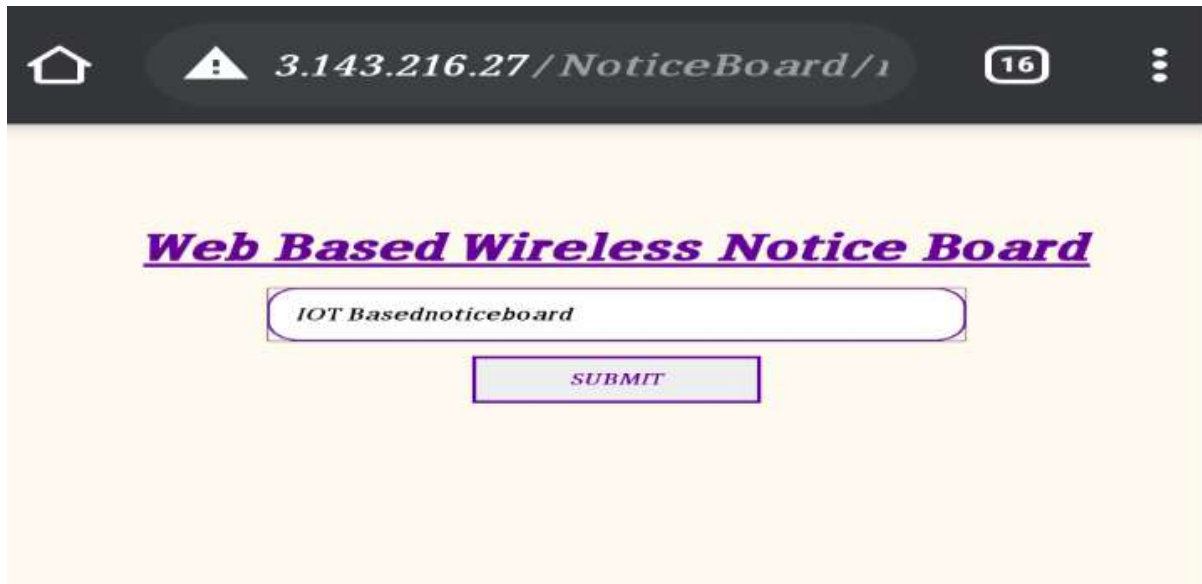 3.143.216.27/NoticeBoard/
16
Web Based Wireless Notice Board
IOT Basednoticeboard
SUBMIT